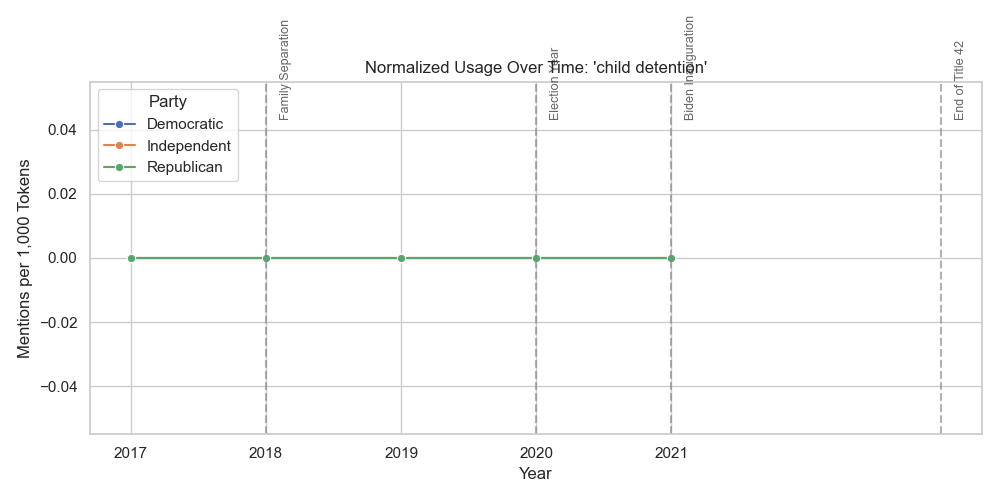 Normalized Usage Over Time: 'child detention'
Family Separation
Election Year
Biden Inauguration
End of Title 42
Party
Democratic
Independent
Republican
Mentions per 1,000 Tokens
0.04
0.02
0.00
−0.02
−0.04
2017
2018
2019
2020
2021
Year